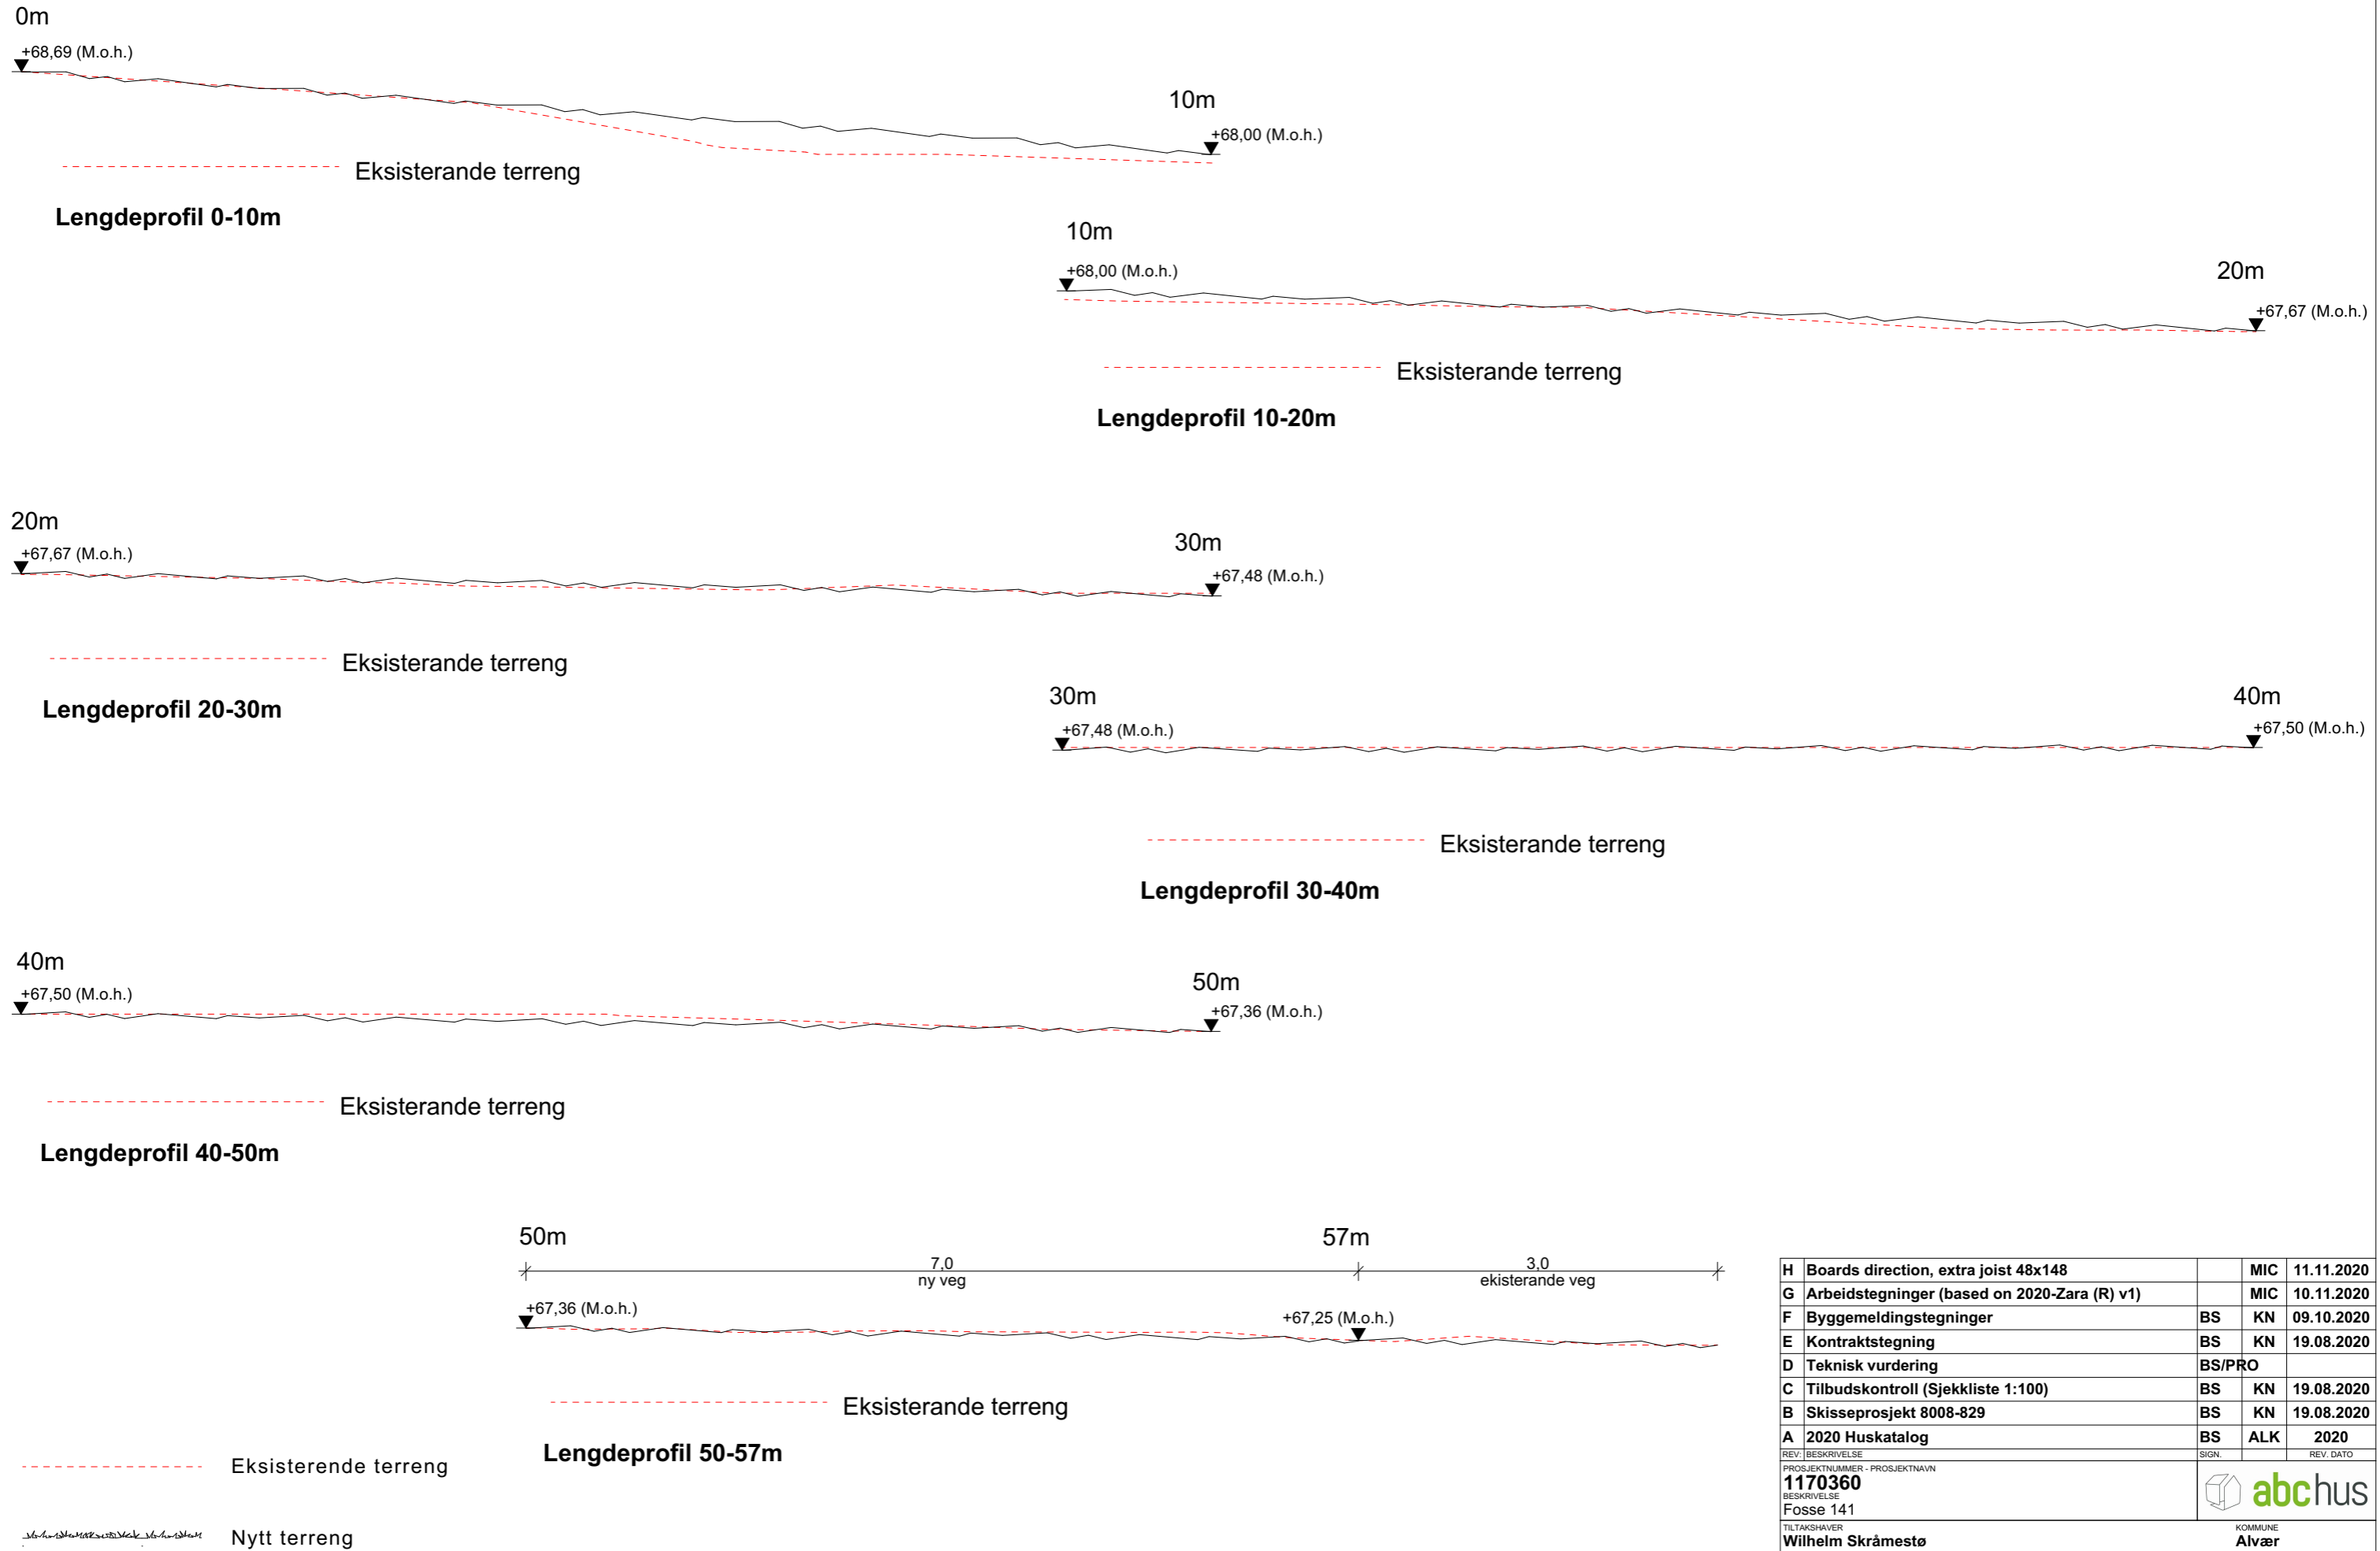 0m
+68,69 (M.o.h.)
10m
+68,00 (M.o.h.)
Eksisterande terreng
Lengdeprofil 0-10m
10m
+68,00 (M.o.h.)
20m
+67,67 (M.o.h.)
Eksisterande terreng
Lengdeprofil 10-20m
20m
+67,67 (M.o.h.)
30m
+67,48 (M.o.h.)
Eksisterande terreng
Lengdeprofil 20-30m
30m
+67,48 (M.o.h.)
40m
+67,50 (M.o.h.)
Eksisterande terreng
Lengdeprofil 30-40m
40m
+67,50 (M.o.h.)
50m
+67,36 (M.o.h.)
Eksisterande terreng
Lengdeprofil 40-50m
50m
57m
7,0
ny veg
3,0
ekisterande veg
+67,36 (M.o.h.)
+67,25 (M.o.h.)
Eksisterande terreng
Lengdeprofil 50-57m
Eksisterende terreng
Nytt terreng
H Boards direction, extra joist 48x148 MIC 11.11.2020
G Arbeidstegninger (based on 2020-Zara (R) v1) MIC 10.11.2020
F Byggemeldingstegninger BS KN 09.10.2020
E Kontraktstegning BS KN 19.08.2020
D Teknisk vurdering BS/PRO
C Tilbudskontroll (Sjekkliste 1:100) BS KN 19.08.2020
B Skisseprosjekt 8008-829 BS KN 19.08.2020
A 2020 Huskatalog BS ALK 2020
REV: BESKRIVELSE SIGN. REV. DATO
PROSJEKTNUMMER - PROSJEKTNAVN
1170360
BESKRIVELSE
Fosse 141
abchus
TILTAKSHAVER KOMMUNE
Wilhelm Skråmestø Alvær